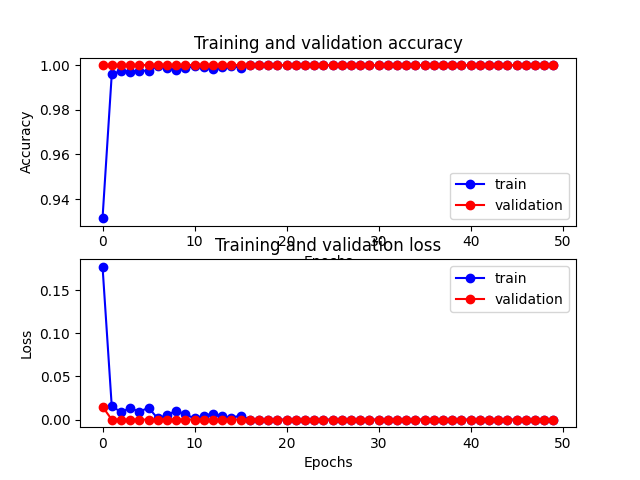 Training and validation accuracy
1.00
0.98
0.96
0.94
Accuracy
train
validation
0 10 20 30 40 50
Epochs
Training and validation loss
0.15
0.10
0.05
0.00
Loss
train
validation
0 10 20 30 40 50
Epochs